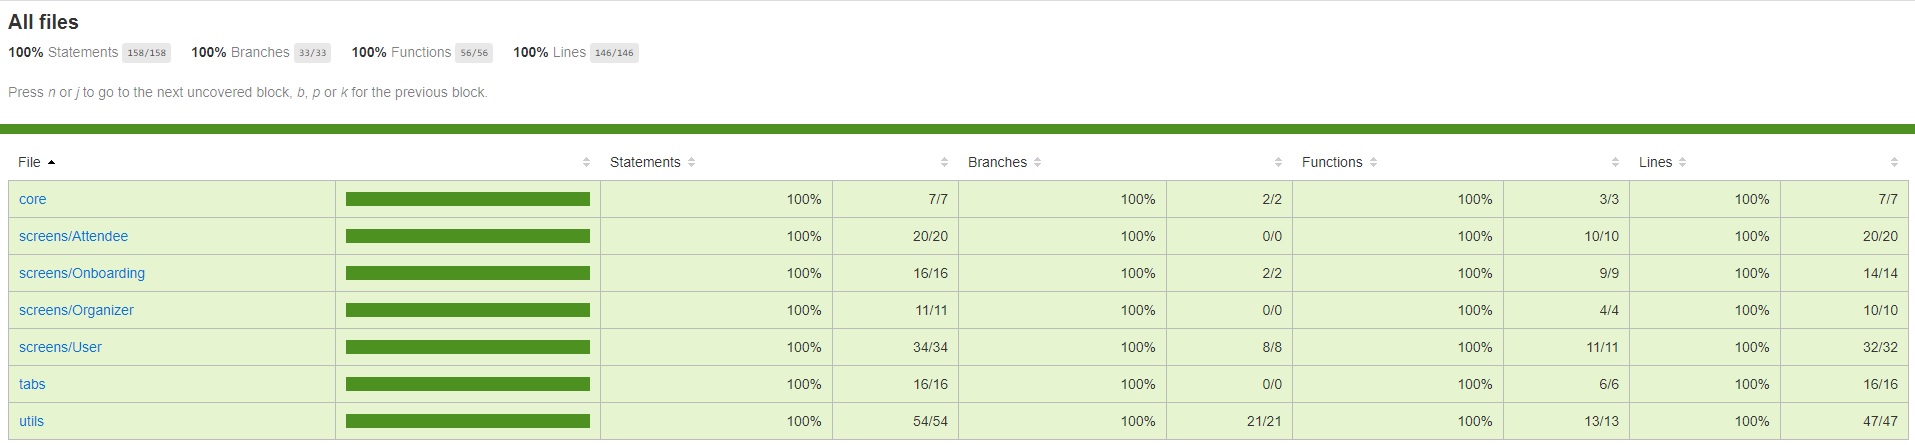 All files
100% Statements 158/158 100% Branches 33/33 100% Functions 56/56 100% Lines 146/146
Press n or j to go to the next uncovered block, b, p or k for the previous block.
File Statements Branches Functions Lines
core 100% 7/7 100% 2/2 100% 3/3 100% 7/7
screens/Attendee 100% 20/20 100% 0/0 100% 10/10 100% 20/20
screens/Onboarding 100% 16/16 100% 2/2 100% 9/9 100% 14/14
screens/Organizer 100% 11/11 100% 0/0 100% 4/4 100% 10/10
screens/User 100% 34/34 100% 8/8 100% 11/11 100% 32/32
tabs 100% 16/16 100% 0/0 100% 6/6 100% 16/16
utils 100% 54/54 100% 21/21 100% 13/13 100% 47/47